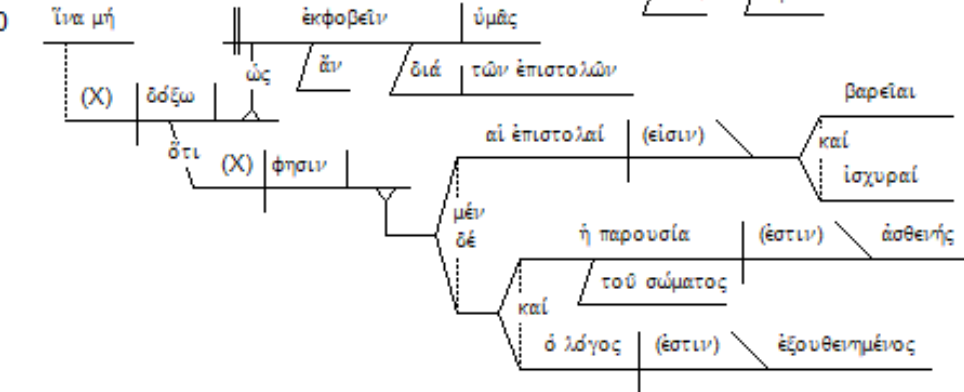 ἵνα μή ἐκφοβεῖν ὑμᾶς
ὡς ἄν διά τῶν ἐπιστολῶν
(X) δόξω
βαρεῖαι
ὅτι (X) φησιν αἱ ἐπιστολαί (εἰσιν) καί
ἰσχυραί
μέν
δέ ἡ παρουσία (ἐστιν) ἀσθενής
τοῦ σώματος
καί
ὁ λόγος (ἐστιν) ἐξουθενημένος